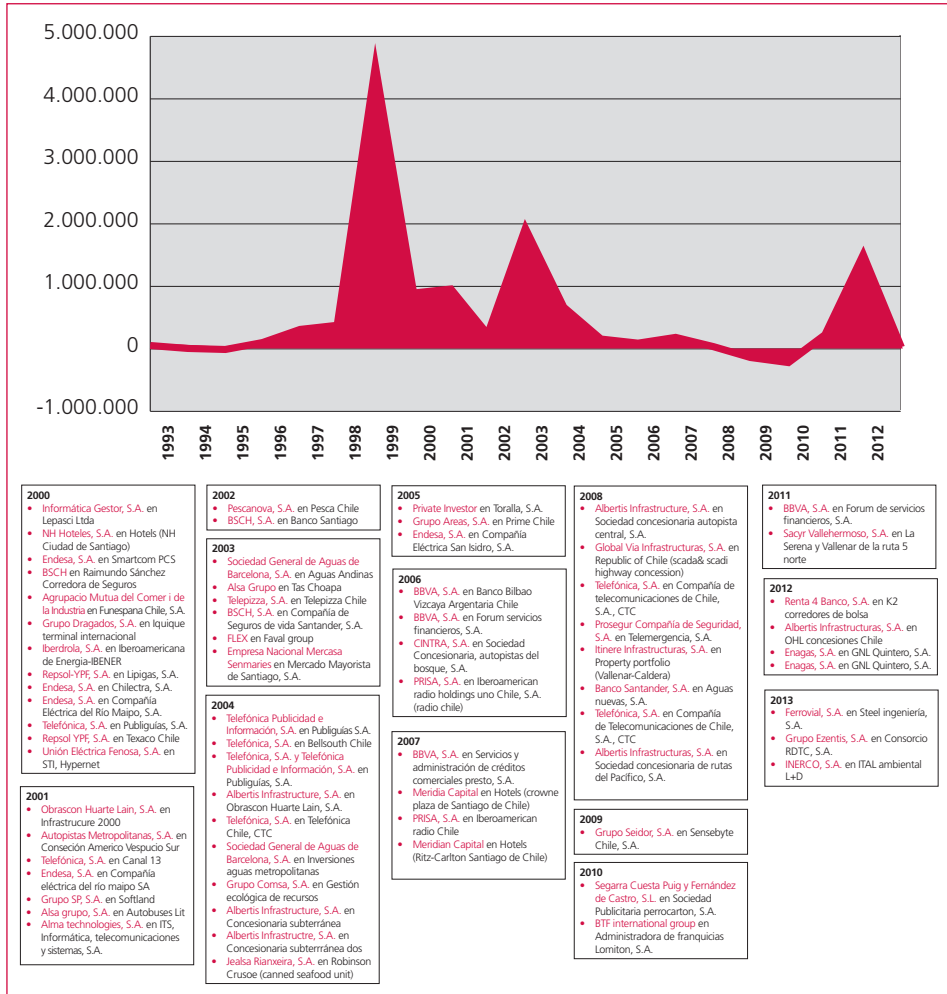 5.000.000
4.000.000
3.000.000
2.000.000
1.000.000
0
-1.000.000
1993
1994
1995
1996
1997
1998
1999
2000
2001
2002
2003
2004
2005
2006
2007
2008
2009
2010
2011
2012
2000
• Informática Gestor, S.A. en
Lepasci Ltda
• NH Hoteles, S.A. en Hotels (NH
Ciudad de Santiago)
• Endesa, S.A. en Smartcom PCS
• BSCH en Raimundo Sánchez
Corredora de Seguros
• Agrupacio Mutua del Comer i de
la Industria en Funespana Chile, S.A.
• Grupo Dragados, S.A. en Iquique
terminal internacional
• Iberdrola, S.A. en Iberoamericana
de Energia-IBENER
• Repsol-YPF, S.A. en Lipigas, S.A.
• Endesa, S.A. en Chilectra, S.A.
• Endesa, S.A. en Compañía
Eléctrica del Río Maipo, S.A.
• Telefónica, S.A. en Publiguías, S.A.
• Repsol YPF, S.A. en Texaco Chile
• Unión Eléctrica Fenosa, S.A. en
STI, Hypernet
2001
• Obrascon Huarte Lain, S.A. en
Infrastrucure 2000
• Autopistas Metropolitanas, S.A. en
Conseción Americo Vespucio Sur
• Telefónica, S.A. en Canal 13
• Endesa, S.A. en Compañía
eléctrica del río maipo SA
• Grupo SP, S.A. en Softland
• Alsa grupo, S.A. en Autobuses Lit
• Alma technologies, S.A. en ITS,
Informática, telecomunicaciones
y sistemas, S.A.
2002
• Pescanova, S.A. en Pesca Chile
• BSCH, S.A. en Banco Santiago
2003
• Sociedad General de Aguas de
Barcelona, S.A. en Aguas Andinas
• Alsa Grupo en Tas Choapa
• Telepizza, S.A. en Telepizza Chile
• BSCH, S.A. en Compañía de
Seguros de vida Santander, S.A.
• FLEX en Faval group
• Empresa Nacional Mercasa
Senmaries en Mercado Mayorista
de Santiago, S.A.
2004
• Telefónica Publicidad e
Información, S.A. en Publiguías S.A.
• Telefónica, S.A. en Bellsouth Chile
• Telefónica, S.A. y Telefónica
Publicidad e Información, S.A. en
Publiguías, S.A.
• Albertis Infrastructure, S.A. en
Obrascon Huarte Lain, S.A.
• Telefónica, S.A. en Telefónica
Chile, CTC
• Sociedad General de Aguas de
Barcelona, S.A. en Inversiones
aguas metropolitanas
• Grupo Comsa, S.A. en Gestión
ecológica de recursos
• Albertis Infrastructure, S.A. en
Concesionaria subterránea
• Albertis Infrastructre, S.A. en
Concesionaria subterrránea dos
• Jealsa Rianxeira, S.A. en Robinson
Crusoe (canned seafood unit)
2005
• Private Investor en Toralla, S.A.
• Grupo Areas, S.A. en Prime Chile
• Endesa, S.A. en Compañía
Eléctrica San Isidro, S.A.
2006
• BBVA, S.A. en Banco Bilbao
Vizcaya Argentaria Chile
• BBVA, S.A. en Forum servicios
financieros, S.A.
• CINTRA, S.A. en Sociedad
Concesionaria, autopistas del
bosque, S.A.
• PRISA, S.A. en Iberoamerican
radio holdings uno Chile, S.A.
(radio chile)
2007
• BBVA, S.A. en Servicios y
administración de créditos
comerciales presto, S.A.
• Meridia Capital en Hotels (crowne
plaza de Santiago de Chile)
• PRISA, S.A. en Iberoamerican
radio Chile
• Meridian Capital en Hotels
(Ritz-Carlton Santiago de Chile)
2008
• Albertis Infrastructure, S.A. en
Sociedad concesionaria autopista
central, S.A.
• Global Via Infrastructuras, S.A. en
Republic of Chile (scada& scadi
highway concession)
• Telefónica, S.A. en Compañía de
telecomunicaciones de Chile,
S.A., CTC
• Prosegur Compañía de Seguridad,
S.A. en Telemergencia, S.A.
• Itinere Infrastructuras, S.A. en
Property portfolio
(Vallenar-Caldera)
• Banco Santander, S.A. en Aguas
nuevas, S.A.
• Telefónica, S.A. en Compañía
de Telecomunicaciones de Chile,
S.A., CTC
• Albertis Infrastructuras, S.A. en
Sociedad concesionaria de rutas
del Pacífico, S.A.
2009
• Grupo Seidor, S.A. en Sensebyte
Chile, S.A.
2010
• Segarra Cuesta Puig y Fernández
de Castro, S.L. en Sociedad
Publicitaria perrocarton, S.A.
• BTF international group en
Administradora de franquicias
Lomiton, S.A.
2011
• BBVA, S.A. en Forum de servicios
financieros, S.A.
• Sacyr Vallehermoso, S.A. en La
Serena y Vallenar de la ruta 5
norte
2012
• Renta 4 Banco, S.A. en K2
corredores de bolsa
• Albertis Infrastructuras, S.A. en
OHL concesiones Chile
• Enagas, S.A. en GNL Quintero, S.A.
• Enagas, S.A. en GNL Quintero, S.A.
2013
• Ferrovial, S.A. en Steel ingeniería,
S.A.
• Grupo Ezentis, S.A. en Consorcio
RDTC, S.A.
• INERCO, S.A. en ITAL ambiental
L+D